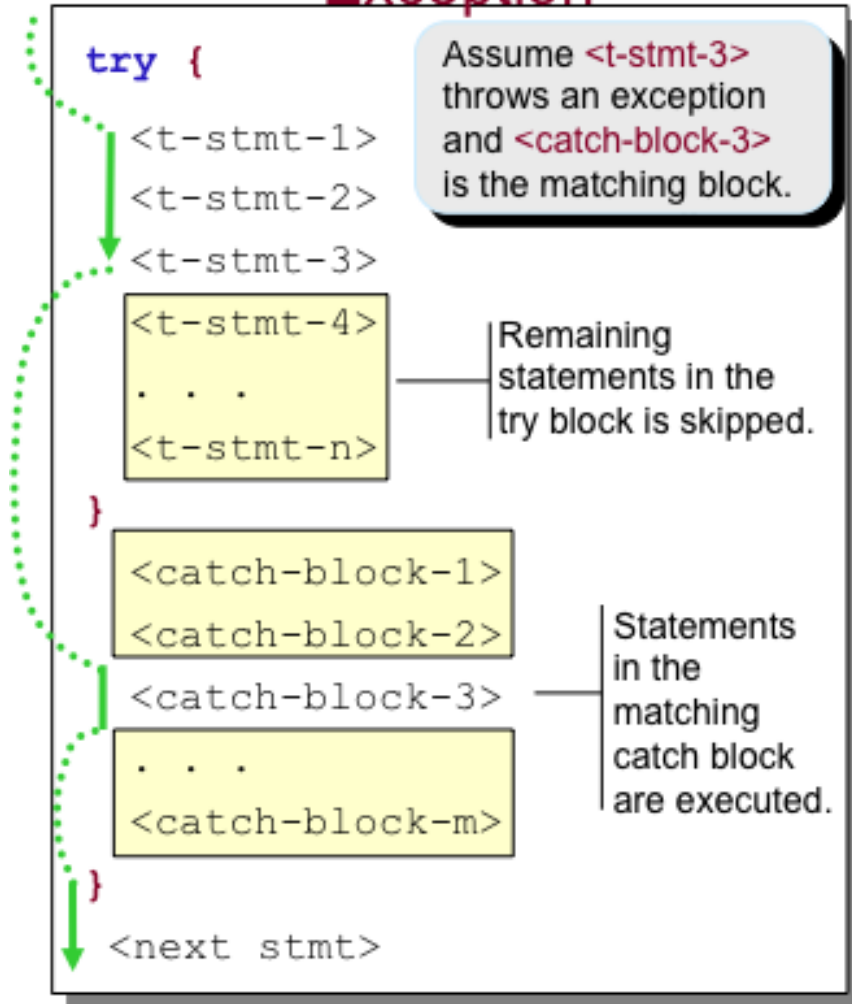 Exception
try {
Assume <t-stmt-3>
throws an exception
and <catch-block-3>
is the matching block.
<t-stmt-1>
<t-stmt-2>
<t-stmt-3>
<t-stmt-4>
. . .
<t-stmt-n>
Remaining
statements in the
try block is skipped.
}
<catch-block-1>
<catch-block-2>
<catch-block-3>
. . .
<catch-block-m>
Statements
in the
matching
catch block
are executed.
}
<next stmt>